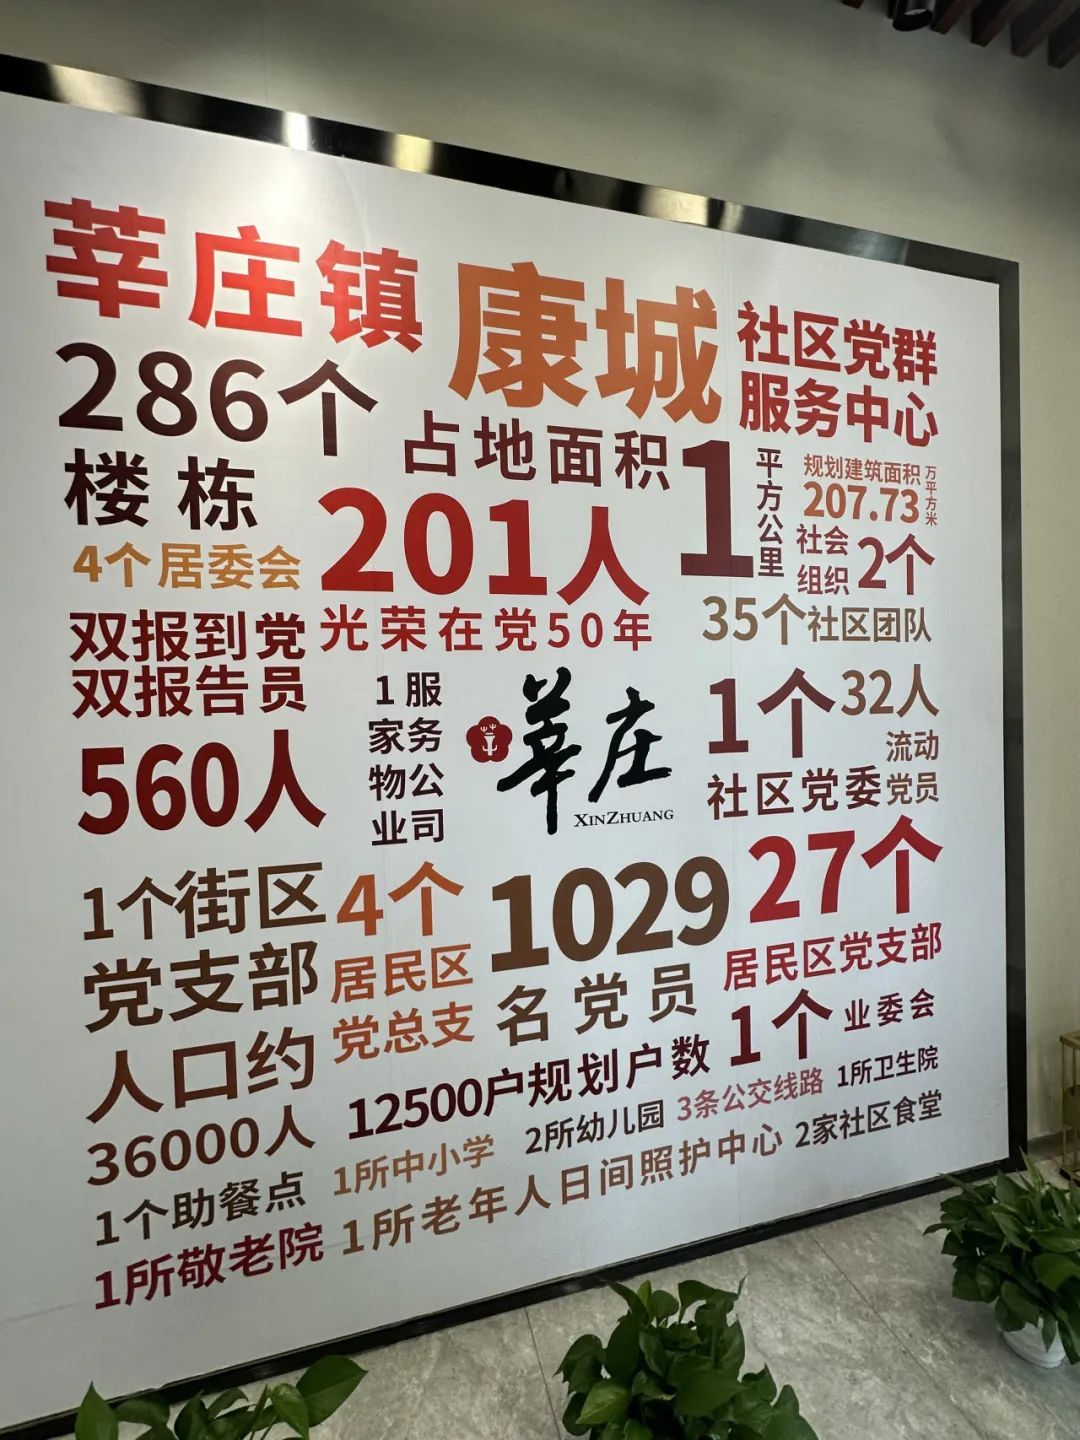 莘庄镇
康城
社区党群
服务中心
286个
楼栋
占地面积
1
平方公里
规划建筑面积
207.73
万平方米
4个居委会
201人
光荣在党50年
社会
组织
2个
35个社区团队
双报到党
双报告员
560人
1服
家务
物公
业司
莘庄
XINZHUANG
1个
社区党委
32人
流动
党员
1个街区
党支部
4个
居民区
党总支
1029
名党员
27个
居民区党支部
人口约
36000人
12500户规划户数
1个业委会
1个助餐点
1所中小学
2所幼儿园
3条公交线路
1所卫生院
1所敬老院
1所老年人日间照护中心
2家社区食堂